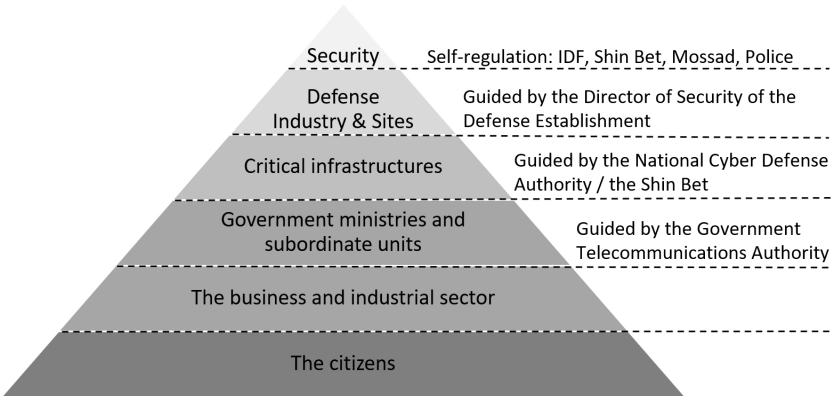 Security
Self-regulation: IDF, Shin Bet, Mossad, Police
Defense
Industry & Sites
Guided by the Director of Security of the
Defense Establishment
Critical infrastructures
Guided by the National Cyber Defense
Authority / the Shin Bet
Government ministries and
subordinate units
Guided by the Government
Telecommunications Authority
The business and industrial sector
The citizens